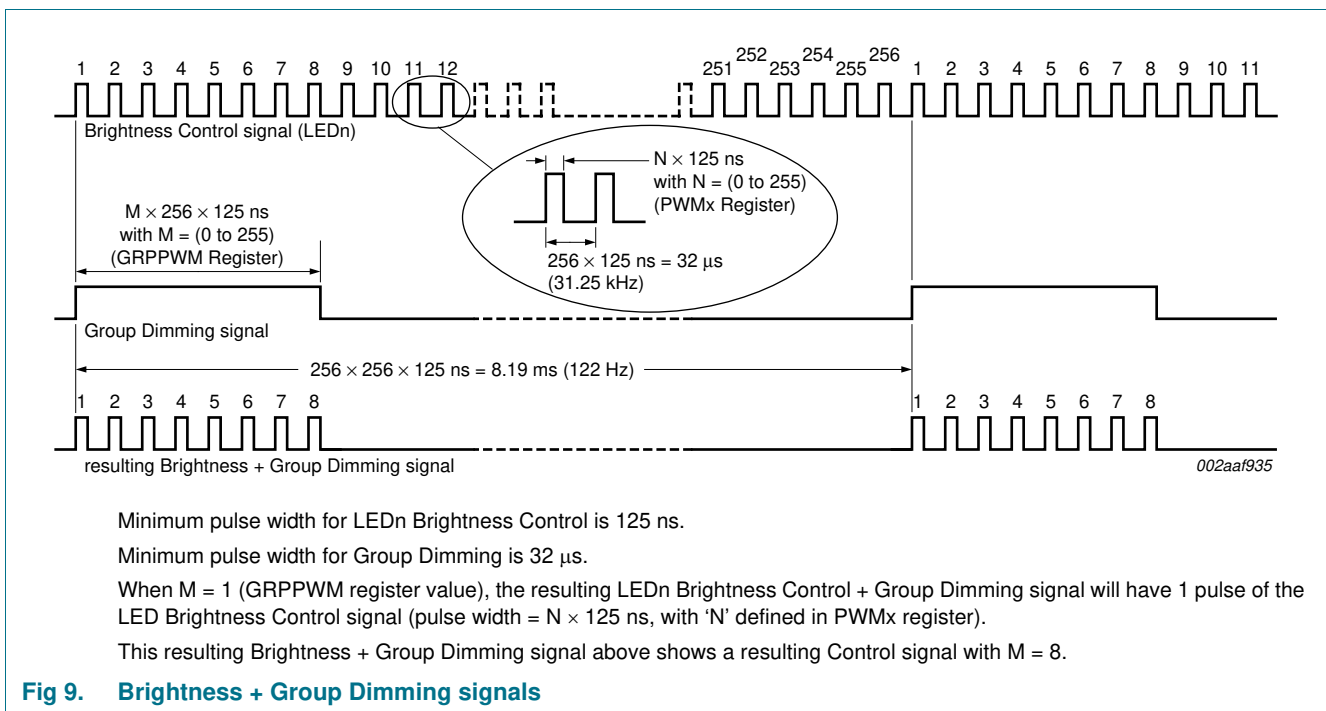 1 2 3 4 5 6 7 8 9 10 11 12 251 252 253 254 255 256 1 2 3 4 5 6 7 8 9 10 11
Brightness Control signal (LEDn)
N × 125 ns
with N = (0 to 255)
(PWMx Register)
256 × 125 ns = 32 μs
(31.25 kHz)
M × 256 × 125 ns
with M = (0 to 255)
(GRPPWM Register)
Group Dimming signal
256 × 256 × 125 ns = 8.19 ms (122 Hz)
1 2 3 4 5 6 7 8 1 2 3 4 5 6 7 8
resulting Brightness + Group Dimming signal
002aaf935
Minimum pulse width for LEDn Brightness Control is 125 ns.
Minimum pulse width for Group Dimming is 32 μs.
When M = 1 (GRPPWM register value), the resulting LEDn Brightness Control + Group Dimming signal will have 1 pulse of the
LED Brightness Control signal (pulse width = N × 125 ns, with ‘N’ defined in PWMx register).
This resulting Brightness + Group Dimming signal above shows a resulting Control signal with M = 8.
Fig 9. Brightness + Group Dimming signals